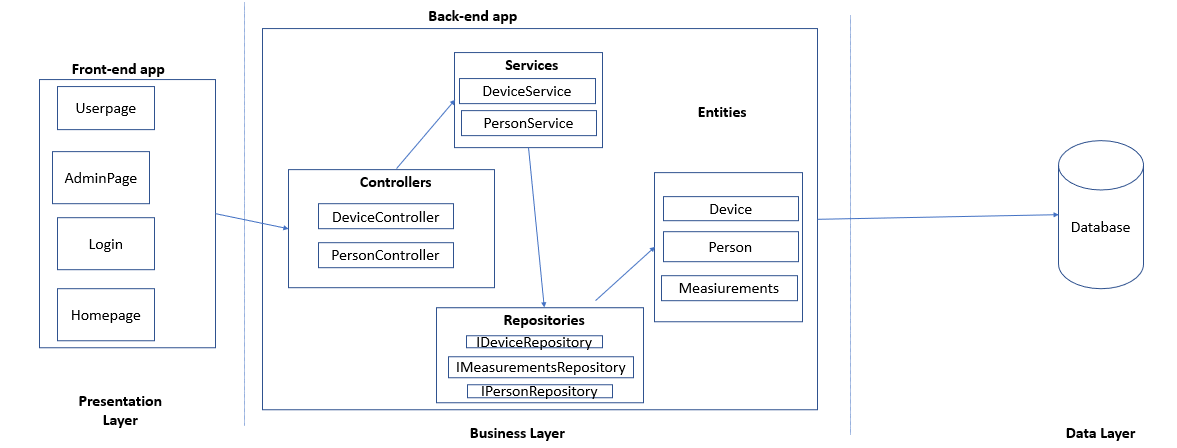 Back-end app
Front-end app
Userpage
AdminPage
Login
Homepage
Presentation
Layer
Services
DeviceService
PersonService
Controllers
DeviceController
PersonController
Repositories
IDeviceRepository
IMeasurementsRepository
IPersonRepository
Entities
Device
Person
Measiurements
Business Layer
Database
Data Layer